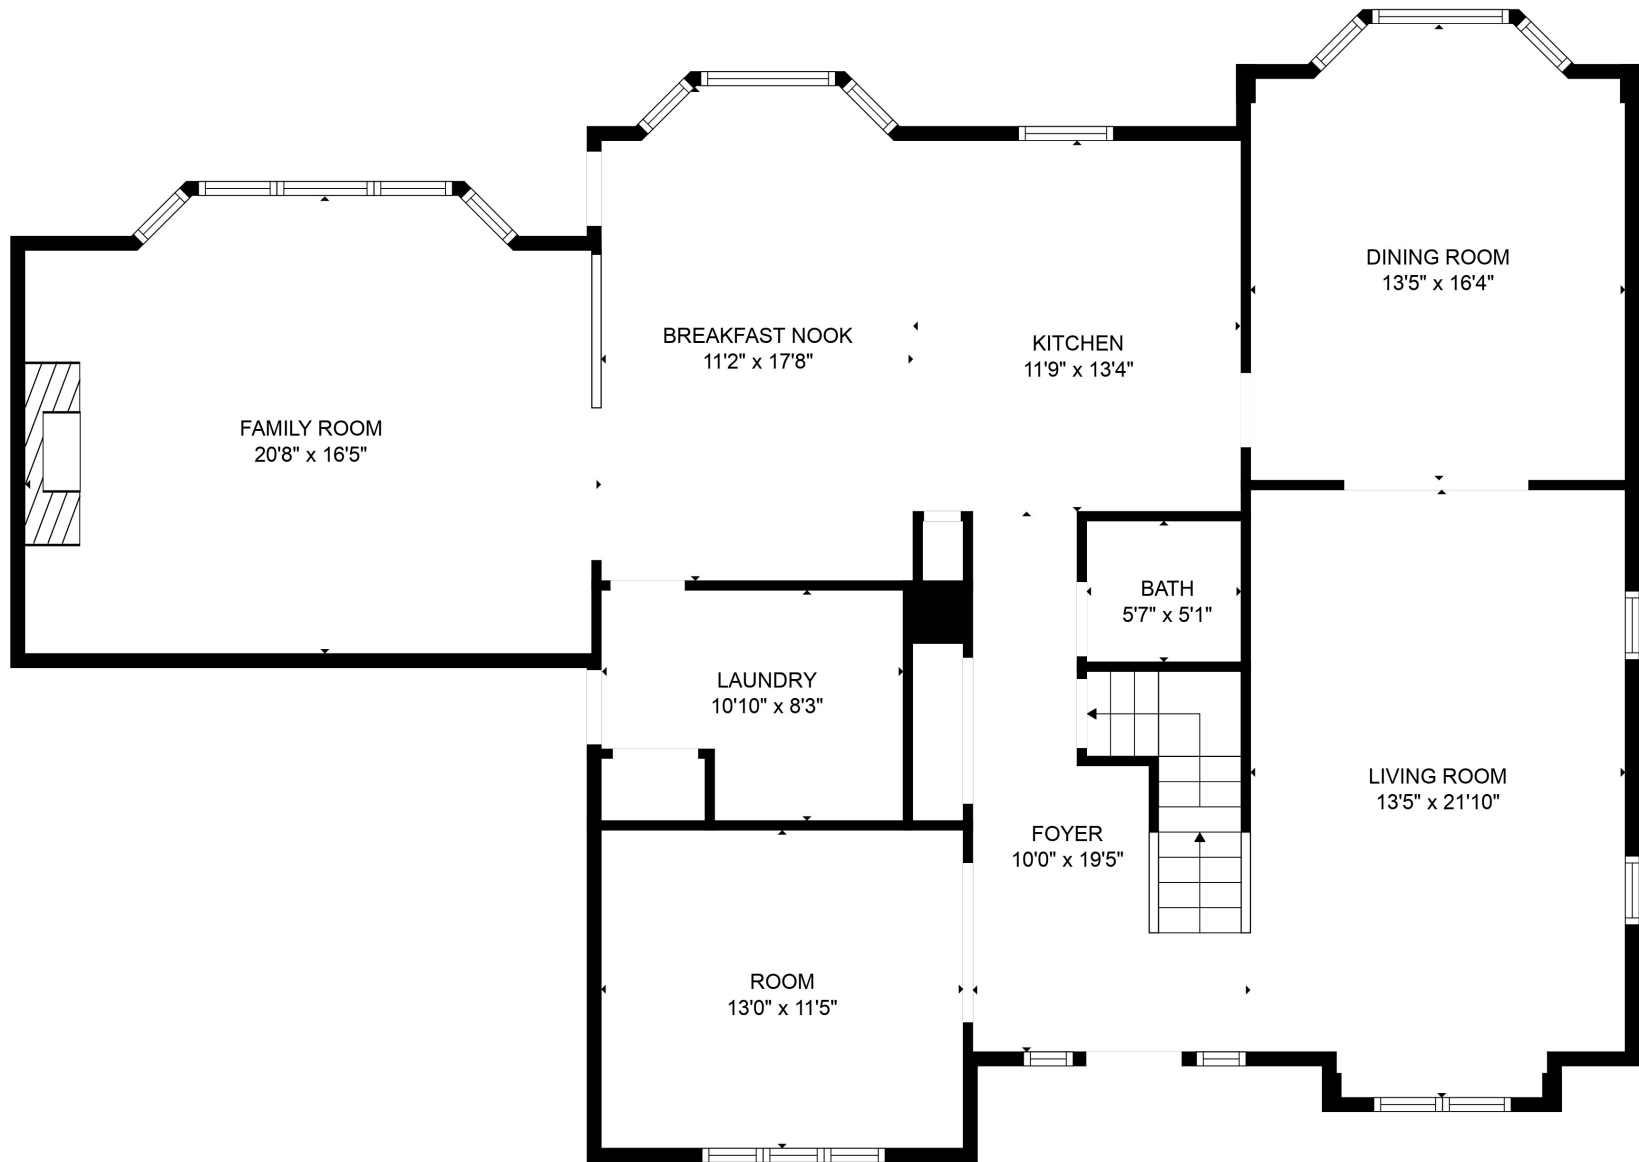 DINING ROOM
13'5" x 16'4"
BREAKFAST NOOK
11'2" x 17'8"
KITCHEN
11'9" x 13'4"
FAMILY ROOM
20'8" x 16'5"
BATH
5'7" x 5'1"
LAUNDRY
10'10" x 8'3"
LIVING ROOM
13'5" x 21'10"
FOYER
10'0" x 19'5"
ROOM
13'0" x 11'5"